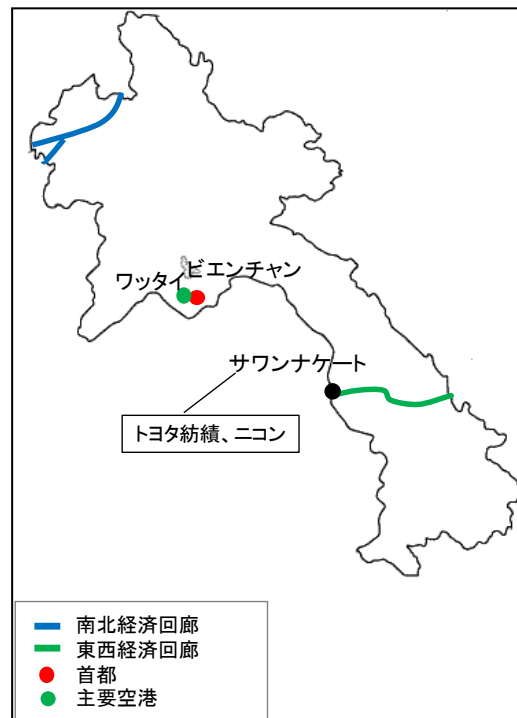 ワッタイ
ビエンチャン
サワンナケート
トヨタ紡績、ニコン
南北経済回廊
東西経済回廊
首都
主要空港